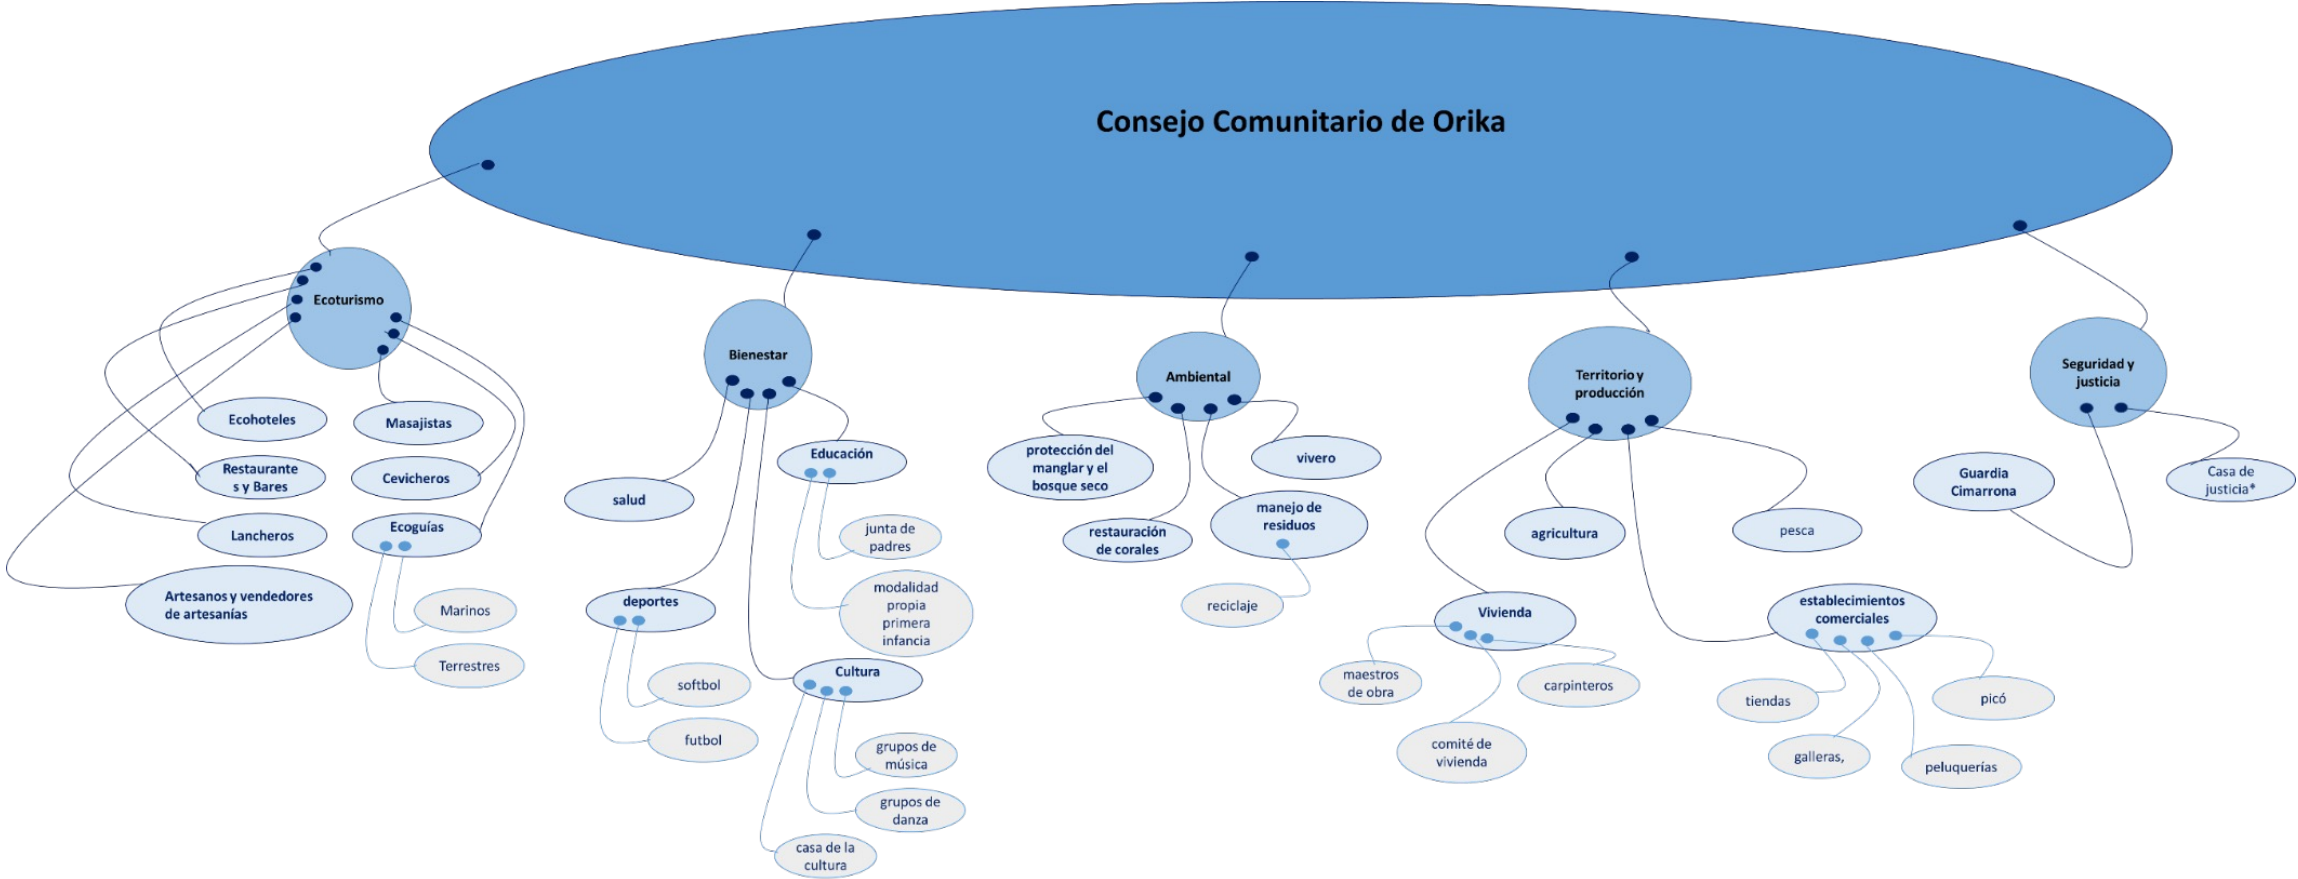 Consejo Comunitario de Orika
Ecoturismo
Ecohoteles
Restaurante
s y Bares
Lancheros
Artesanos y vendedores
de artesanías
Masajistas
Cevicheros
Ecoguías
Marinos
Terrestres
Bienestar
salud
deportes
softbol
futbol
Educación
junta de
padres
modalidad
propia
primera
infancia
Cultura
grupos de
música
grupos de
danza
casa de la
cultura
Ambiental
protección del
manglar y el
bosque seco
restauración
de corales
manejo de
residuos
reciclaje
vivero
Territorio y
producción
agricultura
pesca
Vivienda
maestros
de obra
comité de
vivienda
carpinteros
establecimientos
comerciales
tiendas
galleras,
peluquerías
picó
Seguridad y
justicia
Guardia
Cimarrona
Casa de
justicia*